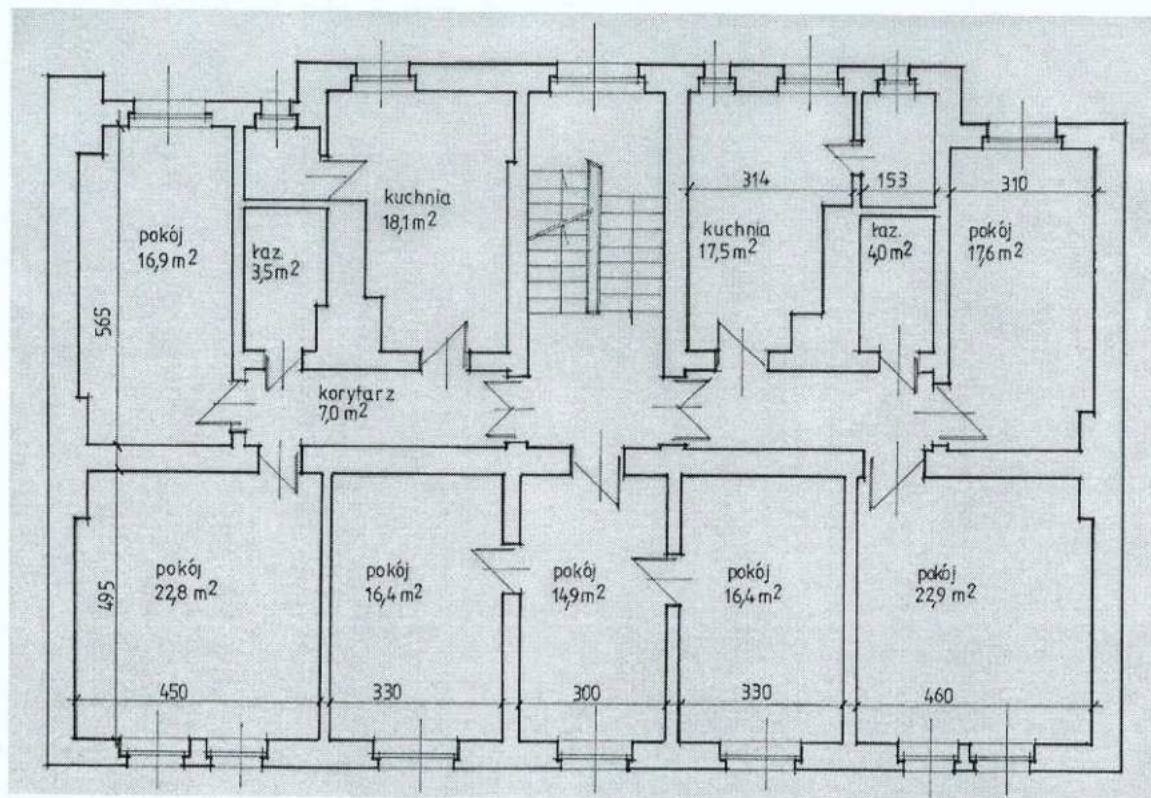 314
153
310
kuchnia
18,1 m²
kuchnia
17,5 m²
pokój
16,9 m²
łaz.
3,5 m²
łaz.
4,0 m²
pokój
17,6 m²
565
korytarz
7,0 m²
pokój
22,8 m²
pokój
16,4 m²
pokój
14,9 m²
pokój
16,4 m²
pokój
22,9 m²
495
450
330
300
330
460